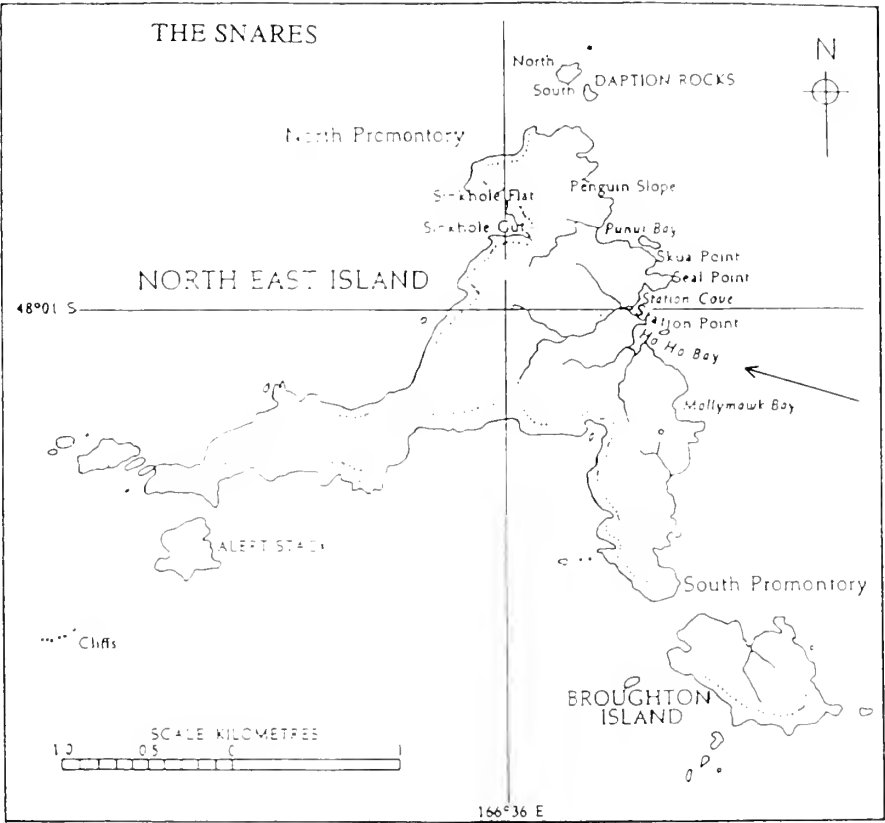 THE SNARES
N
North
South
DAPTION ROCKS
North Promontory
Penguin Slope
Sinkhole Flat
Sinkhole Gut
Punui Bay
Skua Point
Seal Point
NORTH EAST ISLAND
Station Cove
48°01 S
Station Point
Ho Ho Bay
Mollymawk Bay
ALERT STACK
South Promontory
Cliffs
BROUGHTON
ISLAND
SCALE KILOMETRES
1.0 0.5 0 1
166°36 E